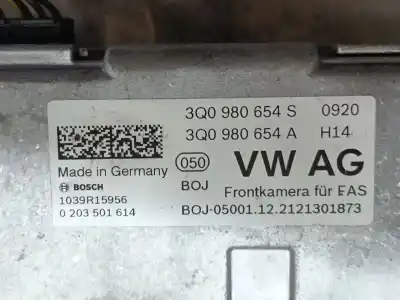 3Q0 980 654 S 0920
3Q0 980 654 A H14
Made in Germany 050 VW AG
BOSCH BOJ Frontkamera für FAS
1039R15956
0 203 501 614 BOJ-05001.12.2121301873